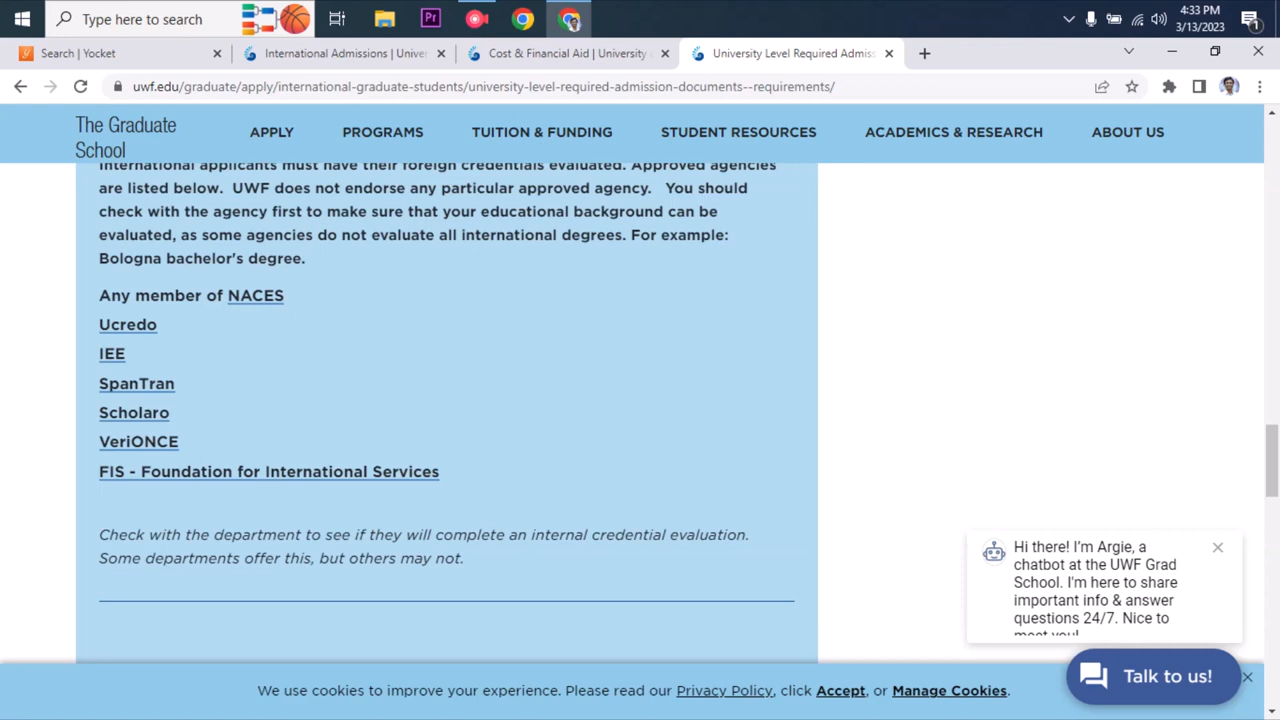 Type here to search
Pr
4:33 PM
3/13/2023
1
Search | Yocket
International Admissions | Univer
Cost & Financial Aid | University o
University Level Required Admiss
uwf.edu/graduate/apply/international-graduate-students/university-level-required-admission-documents--requirements/
The Graduate
School
APPLY
PROGRAMS
TUITION & FUNDING
STUDENT RESOURCES
ACADEMICS & RESEARCH
ABOUT US
International applicants must have their foreign credentials evaluated. Approved agencies
are listed below. UWF does not endorse any particular approved agency. You should
check with the agency first to make sure that your educational background can be
evaluated, as some agencies do not evaluate all international degrees. For example:
Bologna bachelor's degree.
Any member of NACES
Ucredo
IEE
SpanTran
Scholaro
VeriONCE
FIS - Foundation for International Services
Check with the department to see if they will complete an internal credential evaluation.
Some departments offer this, but others may not.
Hi there! I'm Argie, a
chatbot at the UWF Grad
School. I'm here to share
important info & answer
questions 24/7. Nice to
meet you!
Talk to us!
We use cookies to improve your experience. Please read our Privacy Policy, click Accept, or Manage Cookies.